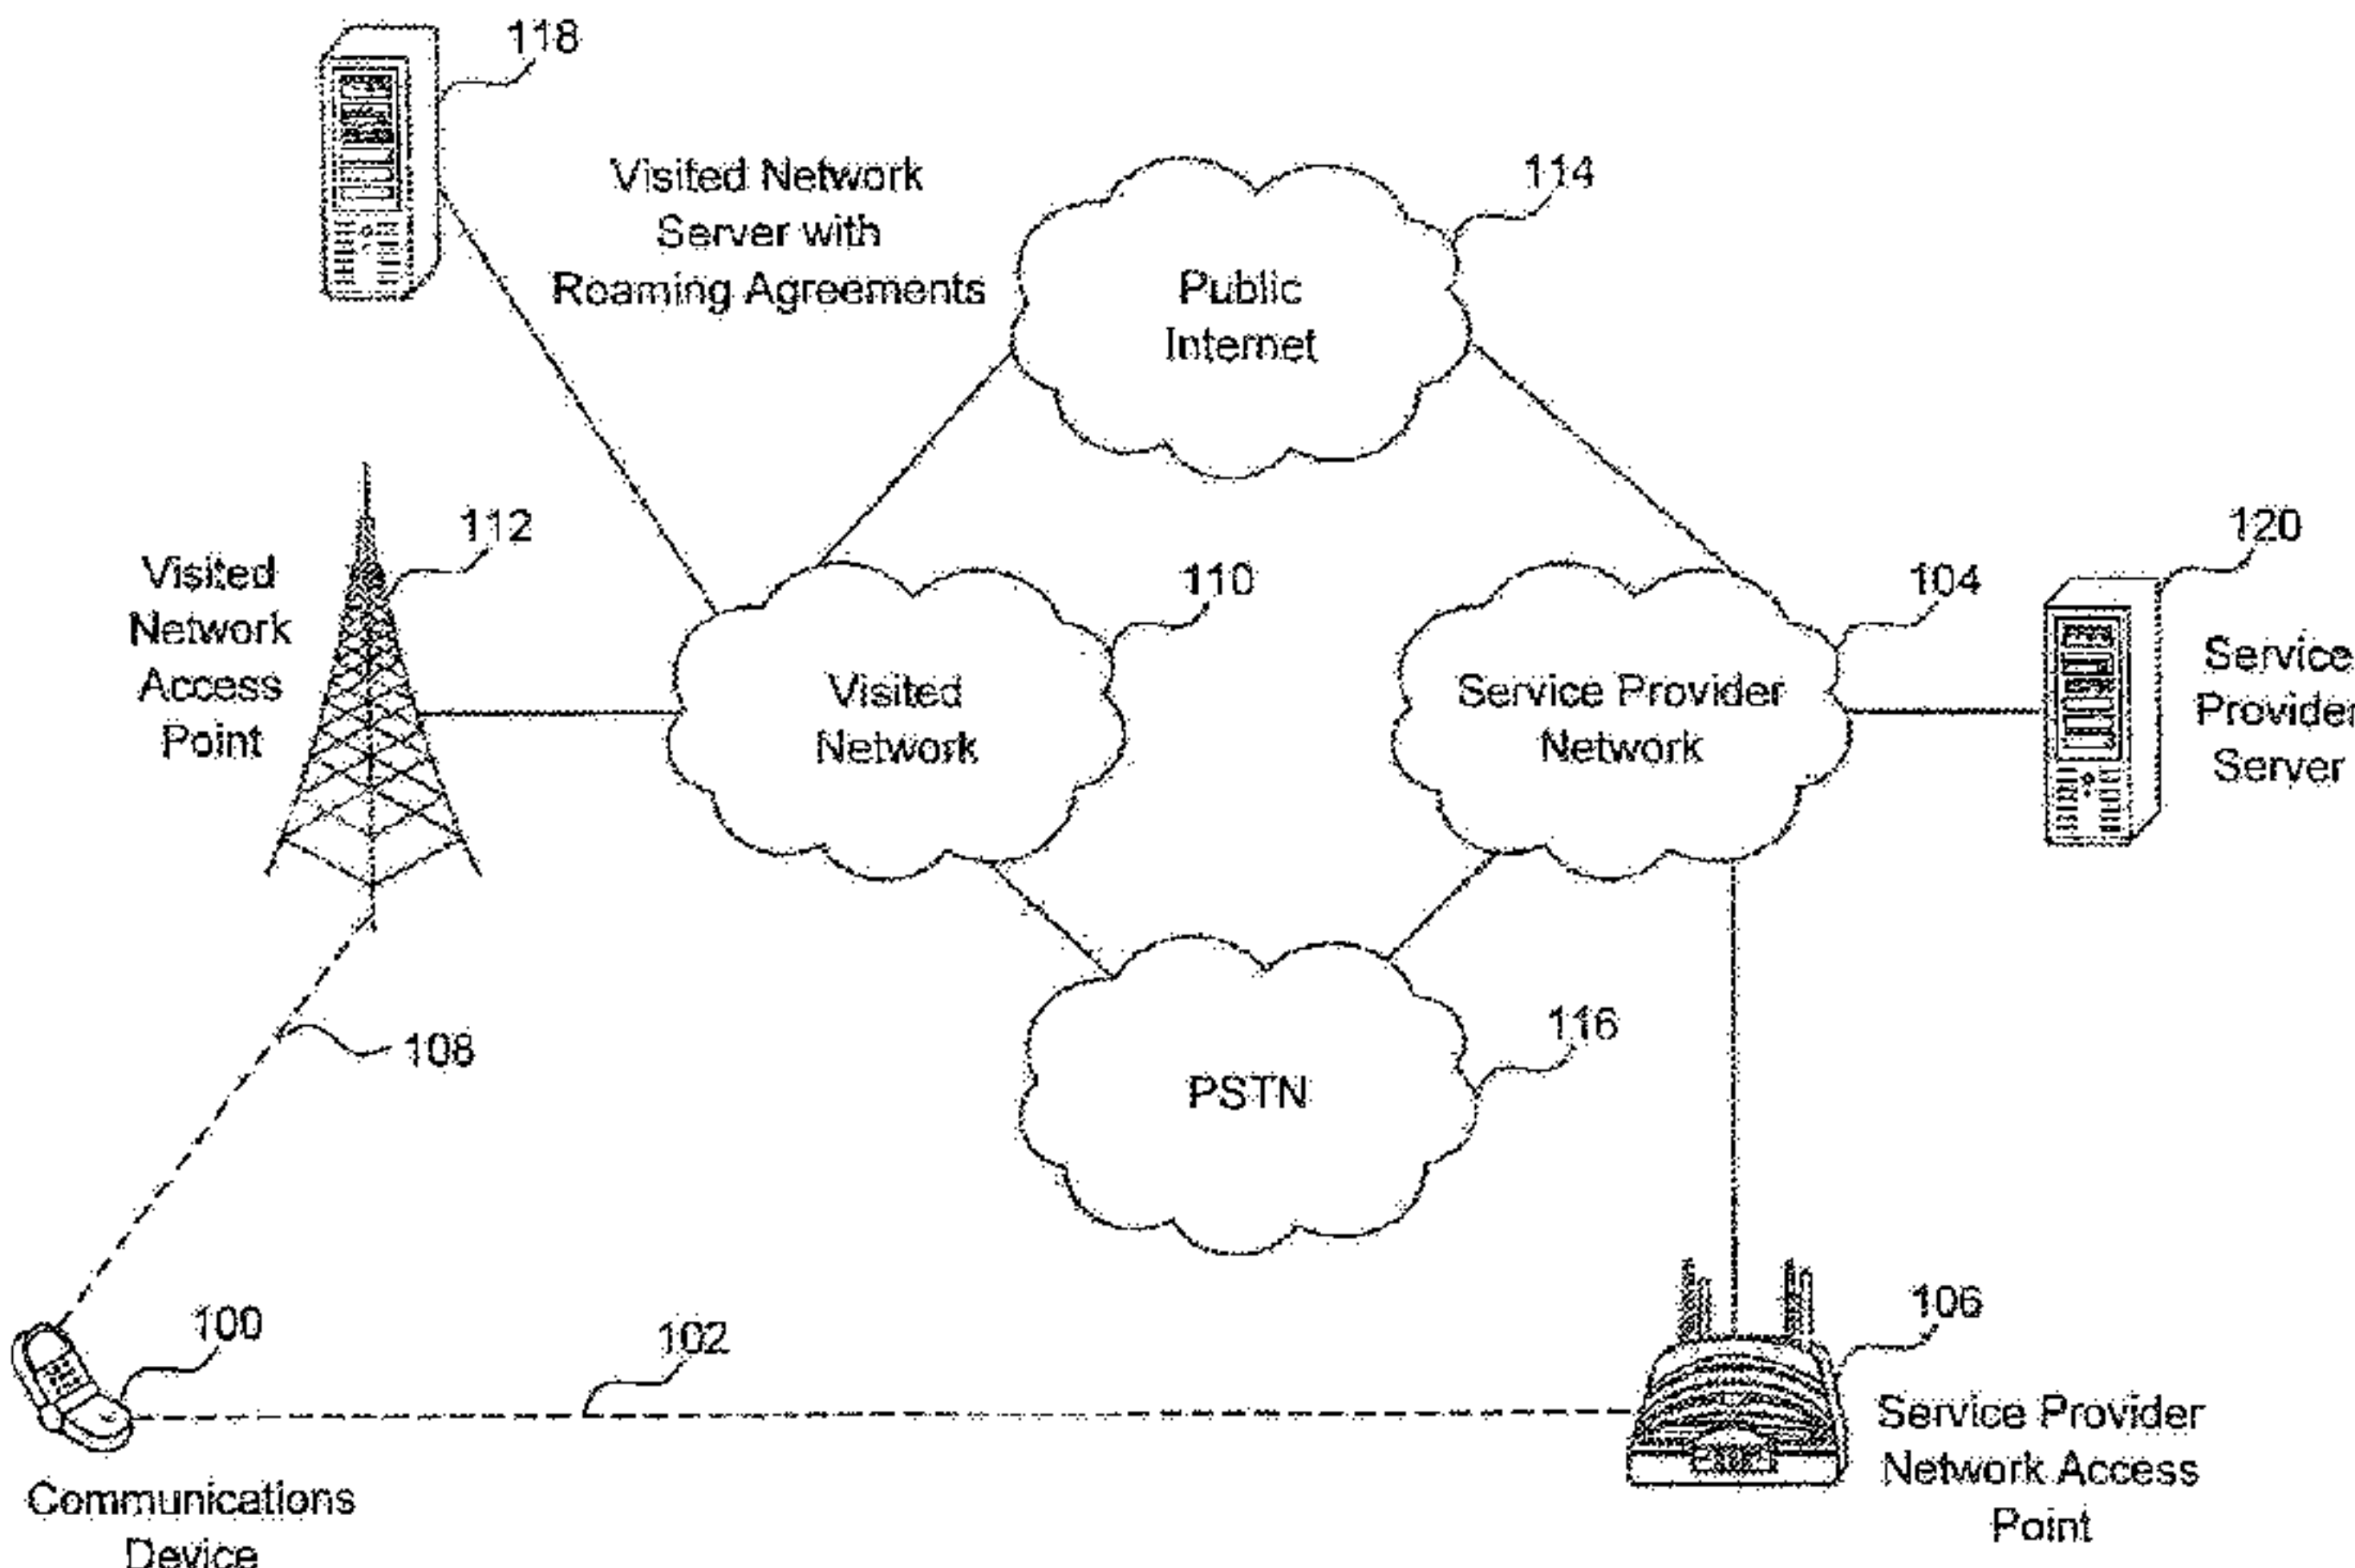 118
Visited Network
Server with
Roaming Agreements
114
Public
Internet
112
Visited
Network
Access
Point
110
Visited
Network
104
Service Provider
Network
120
Service
Provider
Server
108
116
PSTN
100
102
106
Communications
Device
Service Provider
Network Access
Point